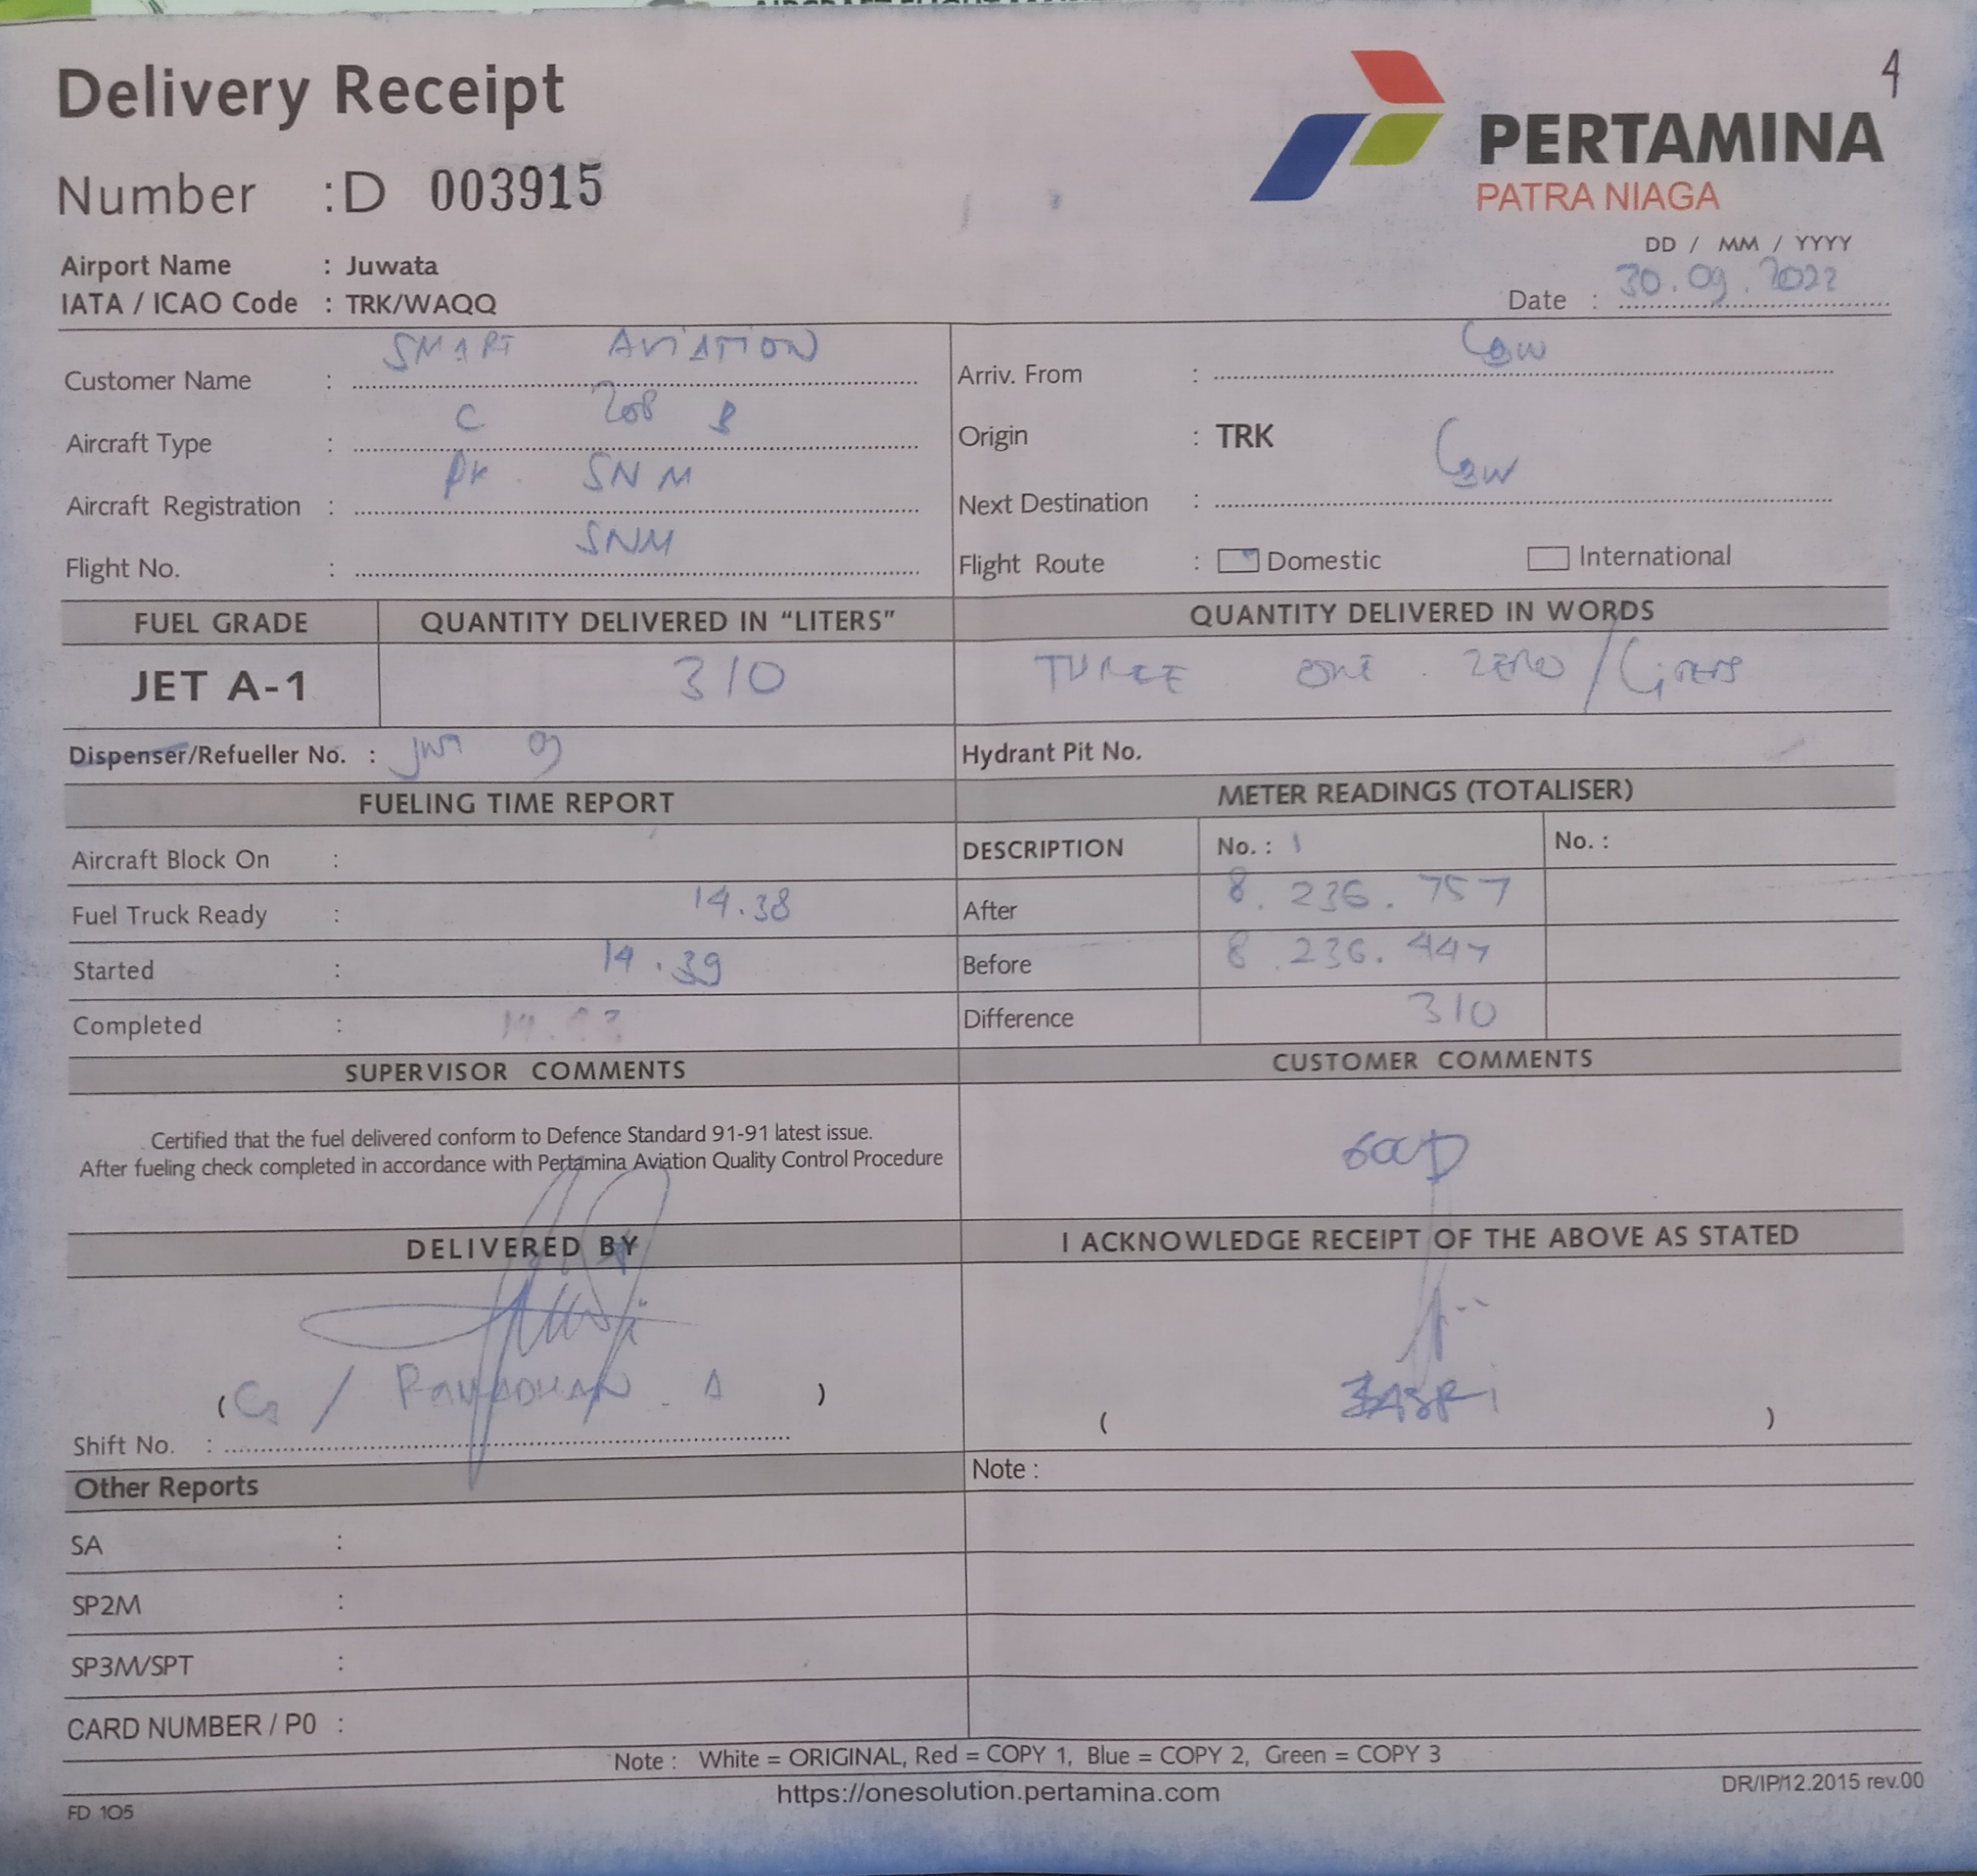 Delivery Receipt
4
PERTAMINA
PATRA NIAGA
Number : D 003915
Airport Name : Juwata
IATA / ICAO Code : TRK/WAQQ
DD / MM / YYYY
Date : 30.09.2022
Customer Name : SMART AVIATION
Aircraft Type : C 208 B
Aircraft Registration : PK . SNM
Flight No. : SNM
Arriv. From :
Origin : TRK
Next Destination :
Flight Route : Domestic International
FUEL GRADE QUANTITY DELIVERED IN "LITERS" QUANTITY DELIVERED IN WORDS
JET A-1 310 THREE . ONE . ZERO / Liters
Dispenser/Refueller No. : 09
Hydrant Pit No.
FUELING TIME REPORT
Aircraft Block On :
Fuel Truck Ready : 14.38
Started : 14.39
Completed :
METER READINGS (TOTALISER)
DESCRIPTION No. : 1 No. :
After 8.236.757
Before 8.236.447
Difference 310
SUPERVISOR COMMENTS
Certified that the fuel delivered conform to Defence Standard 91-91 latest issue.
After fueling check completed in accordance with Pertamina Aviation Quality Control Procedure
CUSTOMER COMMENTS
GOOD
DELIVERED BY
( )
Shift No. :
I ACKNOWLEDGE RECEIPT OF THE ABOVE AS STATED
( )
Other Reports
SA :
SP2M :
SP3M/SPT :
CARD NUMBER / P0 :
Note :
Note : White = ORIGINAL, Red = COPY 1, Blue = COPY 2, Green = COPY 3
https://onesolution.pertamina.com
FD 105
DR/IP/12.2015 rev.00